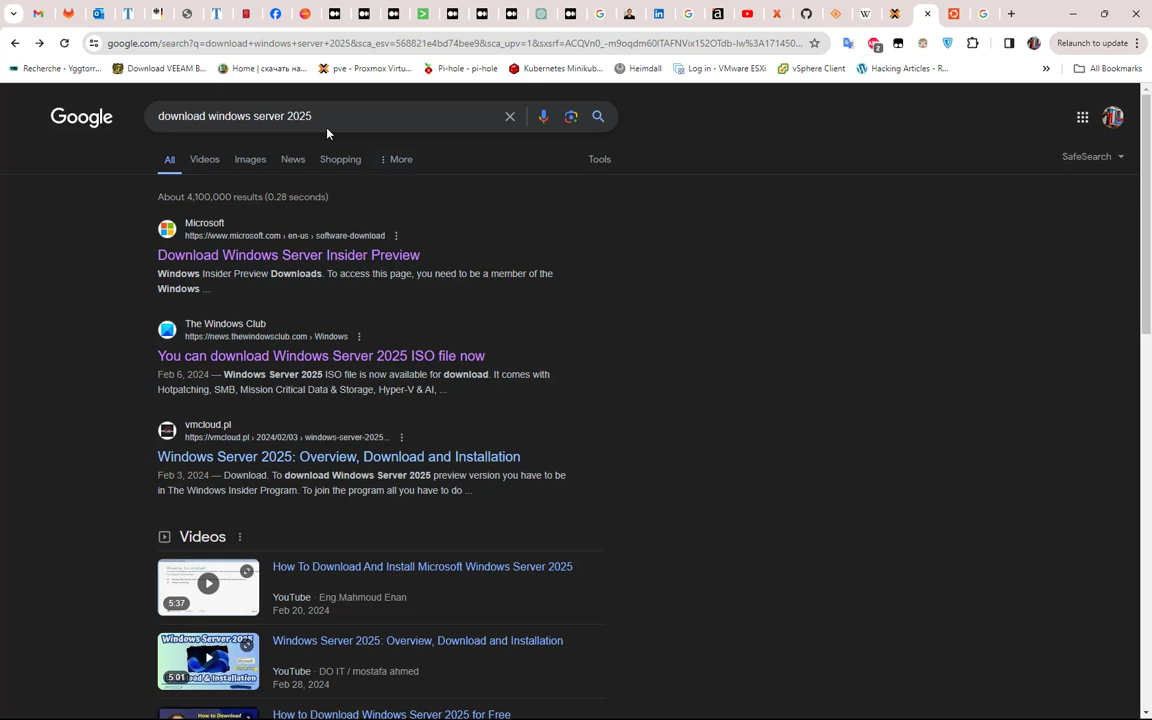 google.com/search?q=download+windows+server+2025&sca_esv=568821e4bd74bee9&sca_upv=1&sxsrf=ACQVn0_-m9oqdm60lTAFNVix152OTdb-Iw%3A171450...
Relaunch to update
2
Recherche - Yggtorr...
Download VEEAM B...
Home | скачать на...
pve - Proxmox Virtu...
Pi-hole - pi-hole
Kubernetes Minikub...
Heimdall
Log in - VMware ESXi
vSphere Client
Hacking Articles - R...
»
All Bookmarks
Google
download windows server 2025
All
Videos
Images
News
Shopping
More
Tools
SafeSearch
About 4,100,000 results (0.28 seconds)
Microsoft
https://www.microsoft.com › en-us › software-download
Download Windows Server Insider Preview
Windows Insider Preview Downloads. To access this page, you need to be a member of the
Windows ...
The Windows Club
https://news.thewindowsclub.com › Windows
You can download Windows Server 2025 ISO file now
Feb 6, 2024 — Windows Server 2025 ISO file is now available for download. It comes with
Hotpatching, SMB, Mission Critical Data & Storage, Hyper-V & AI, ...
vmcloud.pl
https://vmcloud.pl › 2024/02/03 › windows-server-2025...
Windows Server 2025: Overview, Download and Installation
Feb 3, 2024 — Download. To download Windows Server 2025 preview version you have to be
in The Windows Insider Program. To join the program all you have to do ...
Videos
How To Download And Install Microsoft Windows Server 2025
YouTube · Eng.Mahmoud Enan
5:37
Feb 20, 2024
Windows Server 2025
Windows Server 2025: Overview, Download and Installation
YouTube · DO IT / mostafa ahmed
5:01
& Installation
Feb 28, 2024
How to Download
How to Download Windows Server 2025 for Free